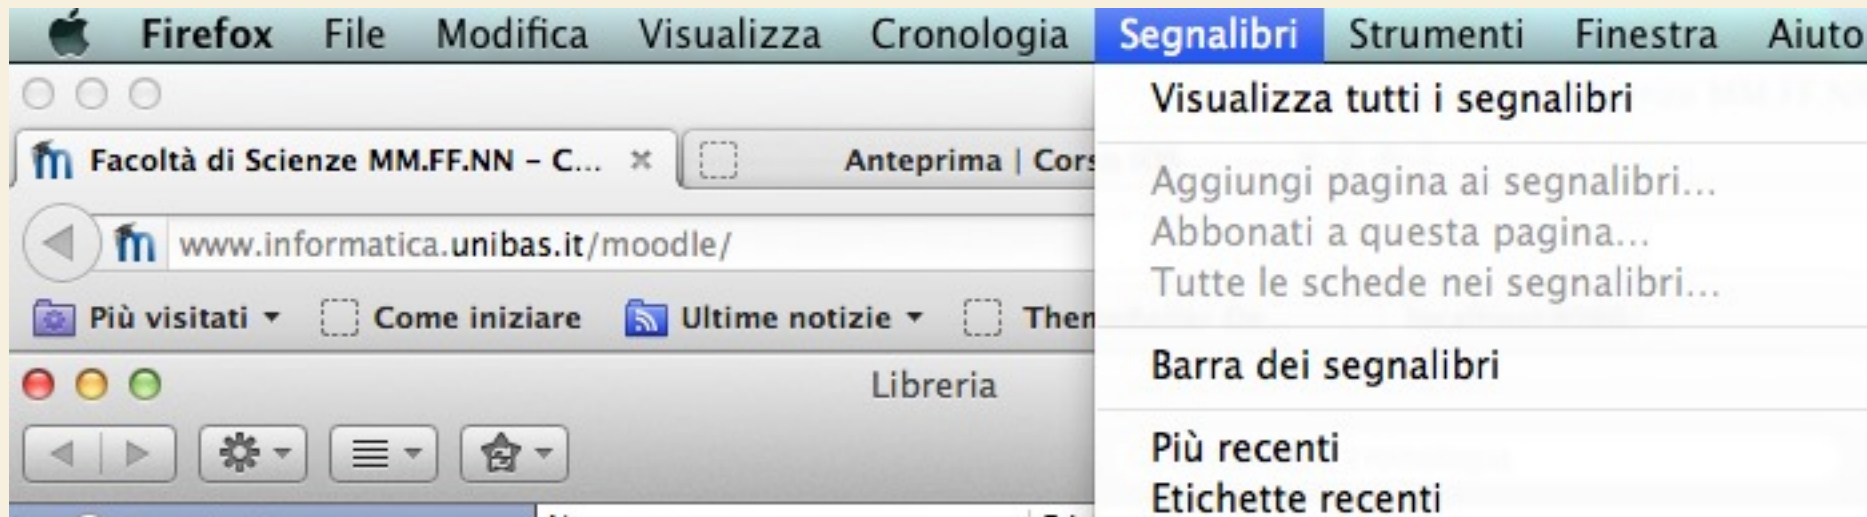 Firefox File Modifica Visualizza Cronologia Segnalibri Strumenti Finestra Aiuto
Visualizza tutti i segnalibri
Facoltà di Scienze MM.FF.NN – C... Anteprima | Cors
Aggiungi pagina ai segnalibri...
www.informatica.unibas.it/moodle/
Abbonati a questa pagina...
Tutte le schede nei segnalibri...
Più visitati Come iniziare Ultime notizie Them
Barra dei segnalibri
Libreria
Più recenti
Etichette recenti